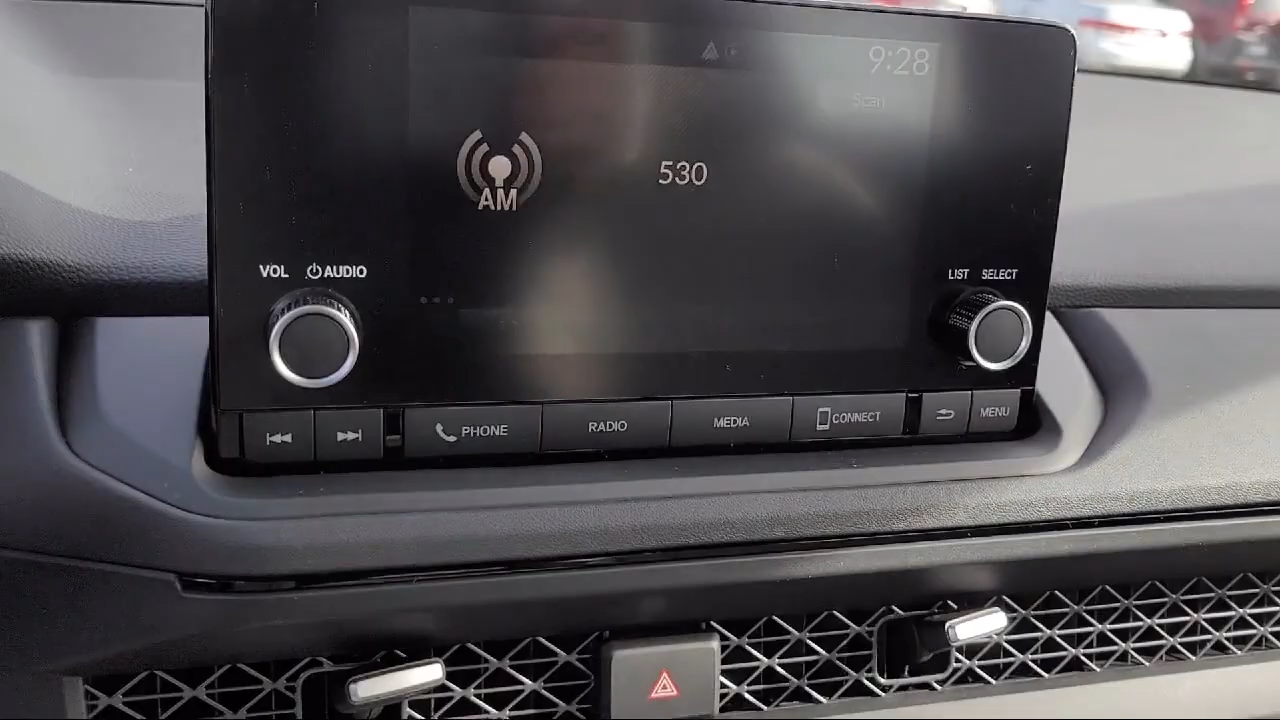 9:28
Scan
AM
530
VOL AUDIO
LIST SELECT
PHONE
RADIO
MEDIA
CONNECT
MENU